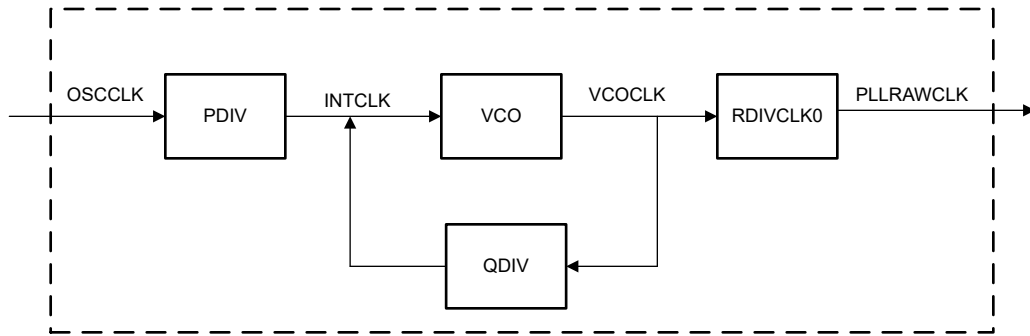 OSCCLK
PDIV
INTCLK
VCO
VCOCLK
RDIVCLK0
PLLRAWCLK
QDIV